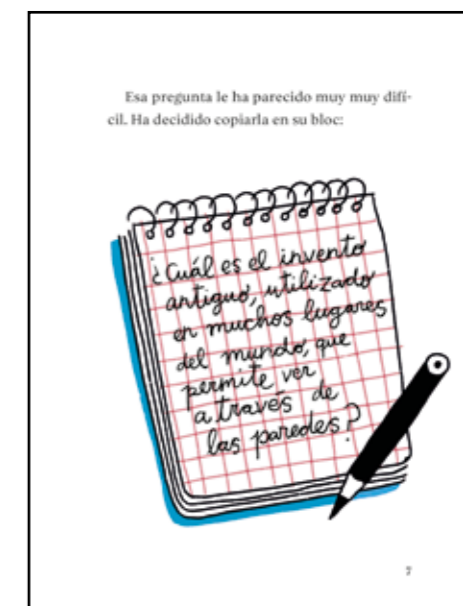 Esa pregunta le ha parecido muy muy difí-
cil. Ha decidido copiarla en su bloc:
¿Cuál es el invento
antiguo, utilizado
en muchos lugares
del mundo, que
permite ver
a través de
las paredes?
7